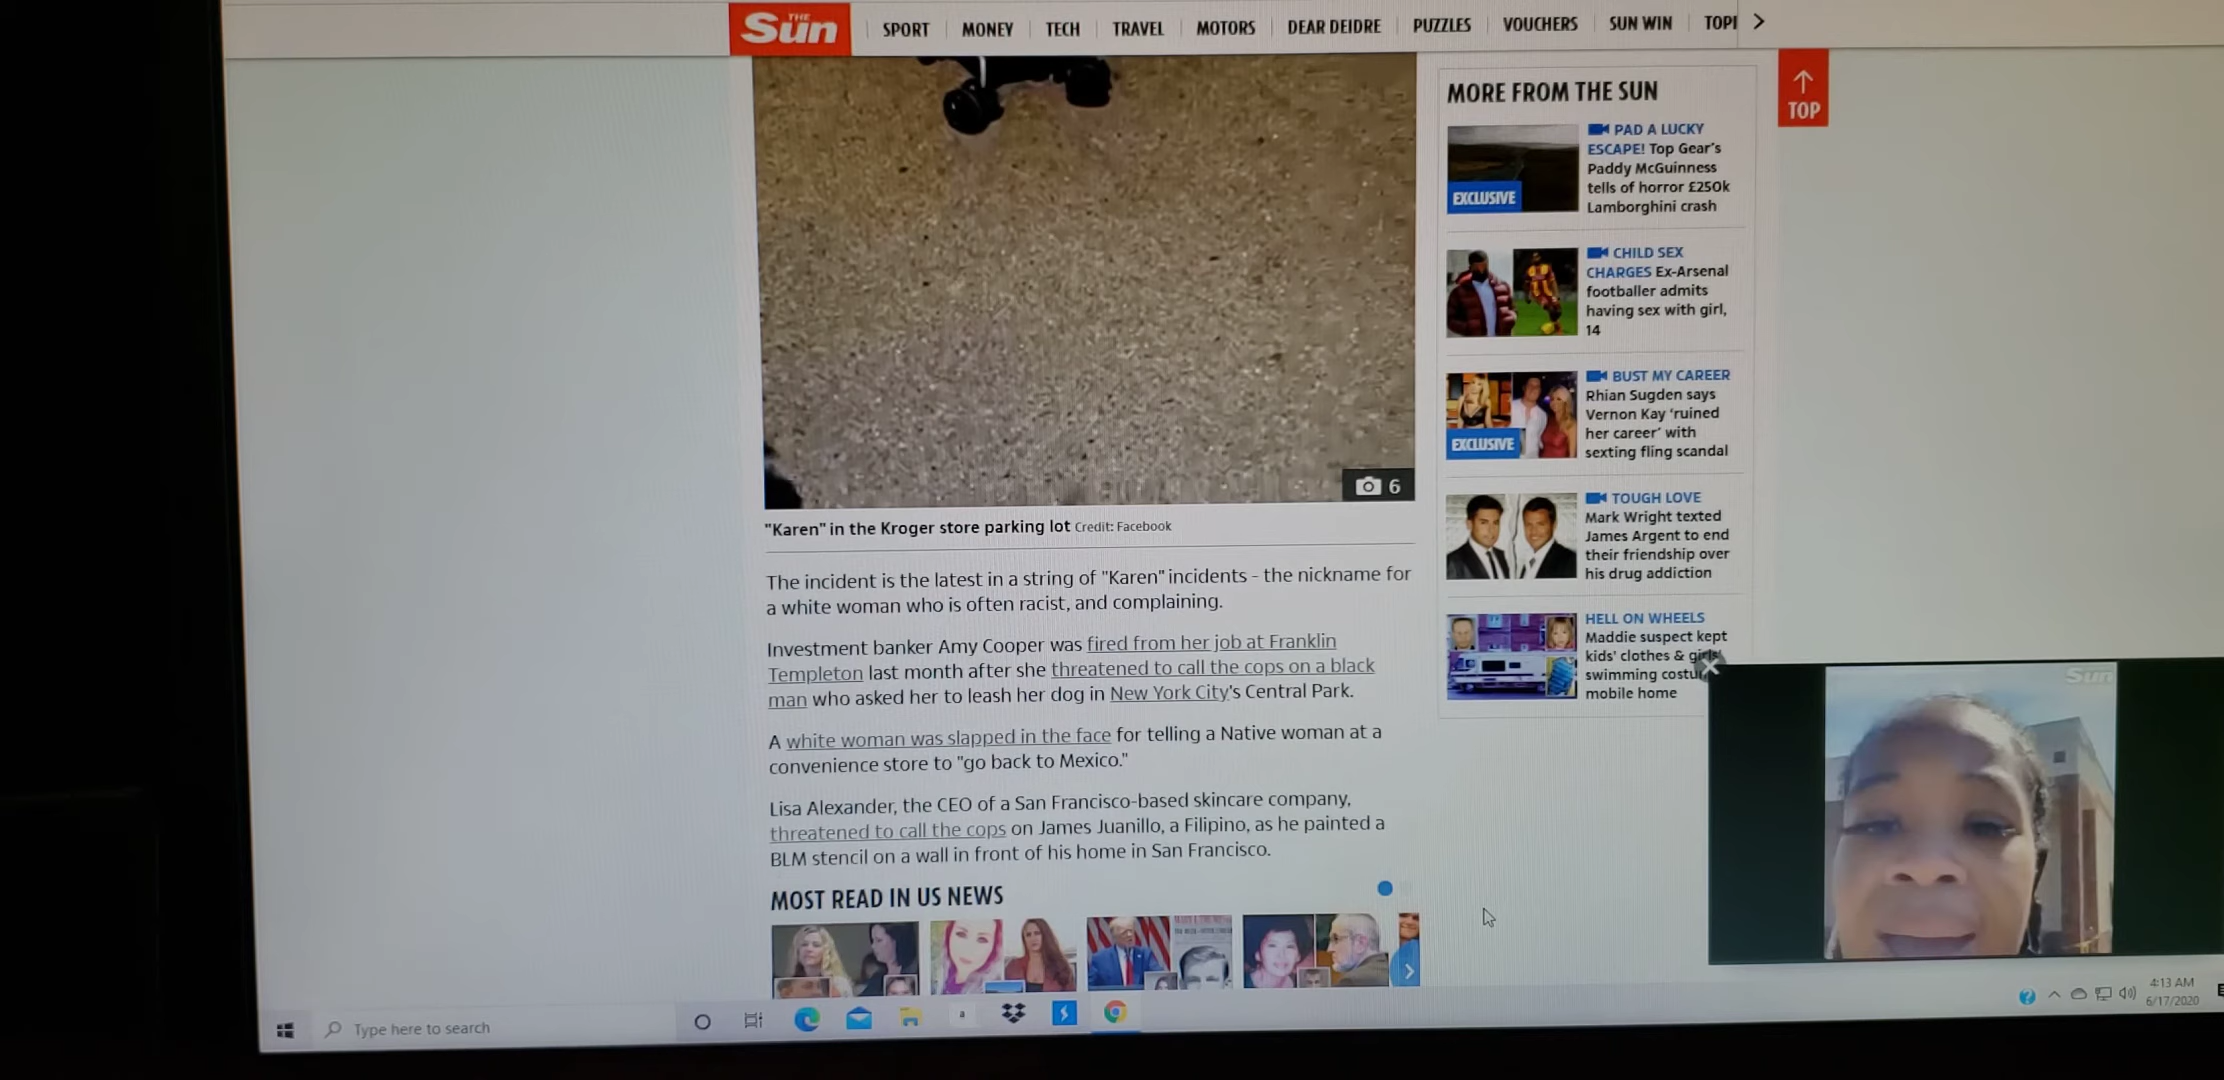 THE
Sun
SPORT
MONEY
TECH
TRAVEL
MOTORS
DEAR DEIDRE
PUZZLES
VOUCHERS
SUN WIN
TOPI
TOP
6
"Karen" in the Kroger store parking lot Credit: Facebook
The incident is the latest in a string of "Karen" incidents - the nickname for
a white woman who is often racist, and complaining.
Investment banker Amy Cooper was fired from her job at Franklin
Templeton last month after she threatened to call the cops on a black
man who asked her to leash her dog in New York City's Central Park.
A white woman was slapped in the face for telling a Native woman at a
convenience store to "go back to Mexico."
Lisa Alexander, the CEO of a San Francisco-based skincare company,
threatened to call the cops on James Juanillo, a Filipino, as he painted a
BLM stencil on a wall in front of his home in San Francisco.
MOST READ IN US NEWS
MORE FROM THE SUN
PAD A LUCKY
ESCAPE! Top Gear's
Paddy McGuinness
tells of horror £250k
Lamborghini crash
EXCLUSIVE
CHILD SEX
CHARGES Ex-Arsenal
footballer admits
having sex with girl,
14
BUST MY CAREER
Rhian Sugden says
Vernon Kay 'ruined
her career' with
sexting fling scandal
EXCLUSIVE
TOUGH LOVE
Mark Wright texted
James Argent to end
their friendship over
his drug addiction
HELL ON WHEELS
Maddie suspect kept
kids' clothes & girls'
swimming
mobile home
Sun
Type here to search
a
4:13 AM
6/17/2020